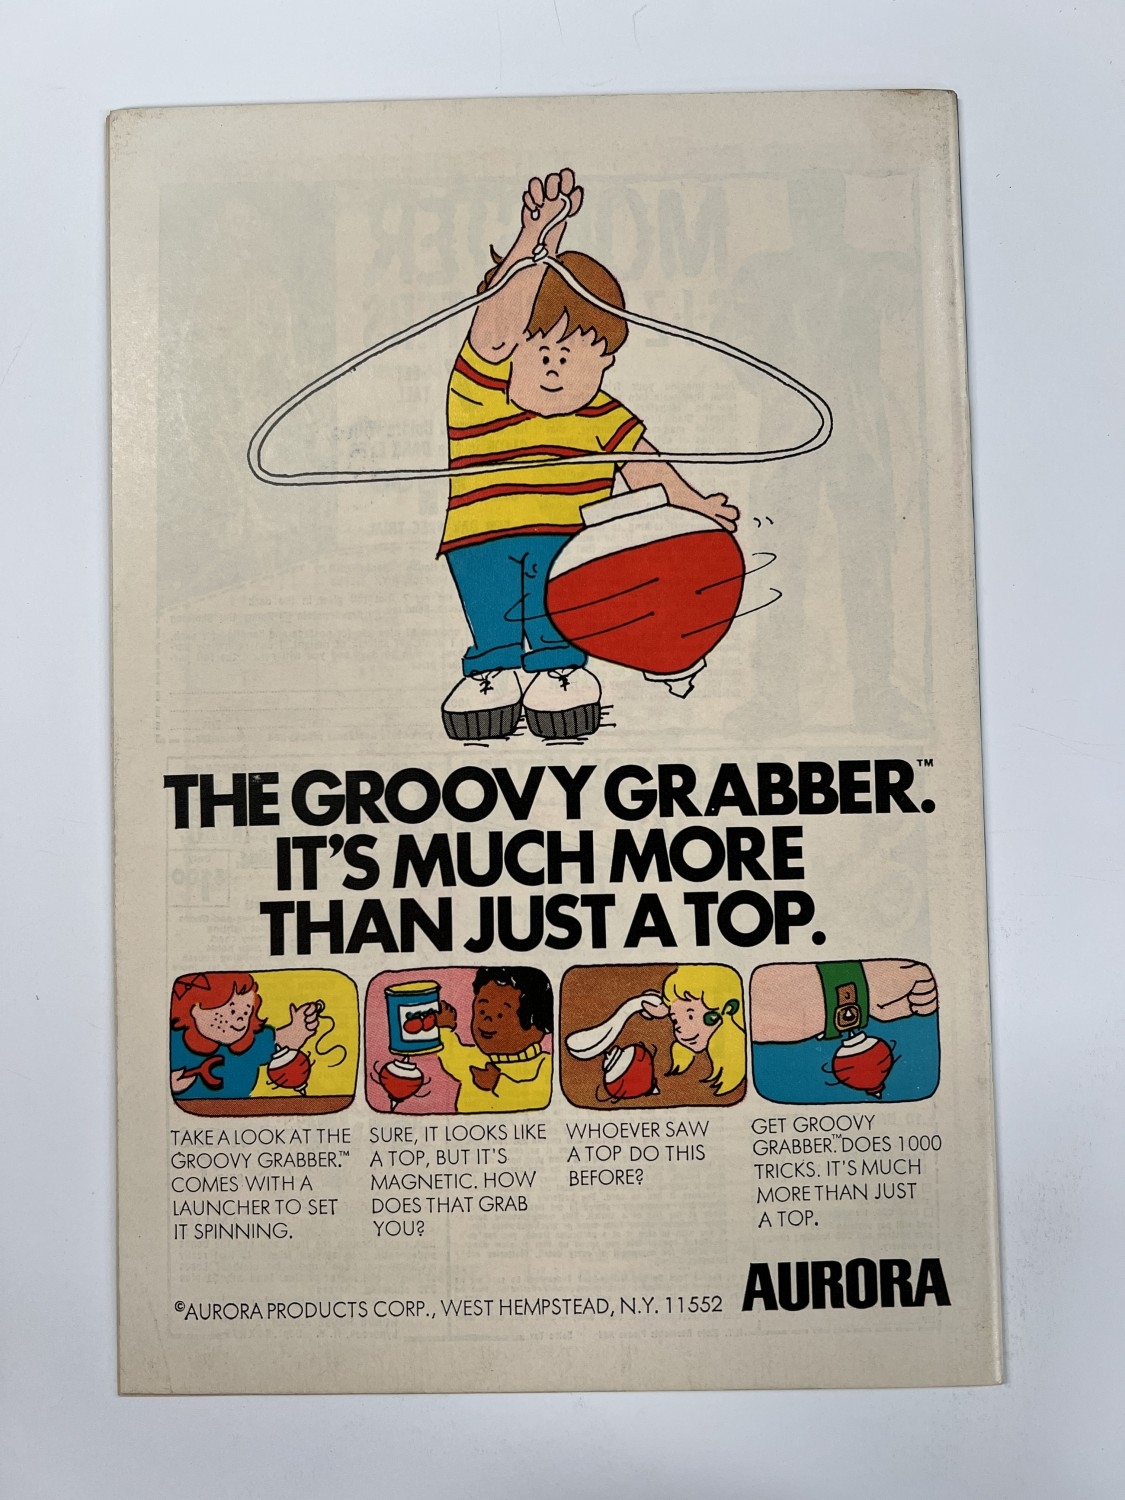 THE GROOVY GRABBER.™
IT'S MUCH MORE
THAN JUST A TOP.
TAKE A LOOK AT THE
GROOVY GRABBER.™
COMES WITH A
LAUNCHER TO SET
IT SPINNING.
SURE, IT LOOKS LIKE
A TOP, BUT IT'S
MAGNETIC. HOW
DOES THAT GRAB
YOU?
WHOEVER SAW
A TOP DO THIS
BEFORE?
GET GROOVY
GRABBER.™ DOES 1000
TRICKS. IT'S MUCH
MORE THAN JUST
A TOP.
©AURORA PRODUCTS CORP., WEST HEMPSTEAD, N.Y. 11552
AURORA